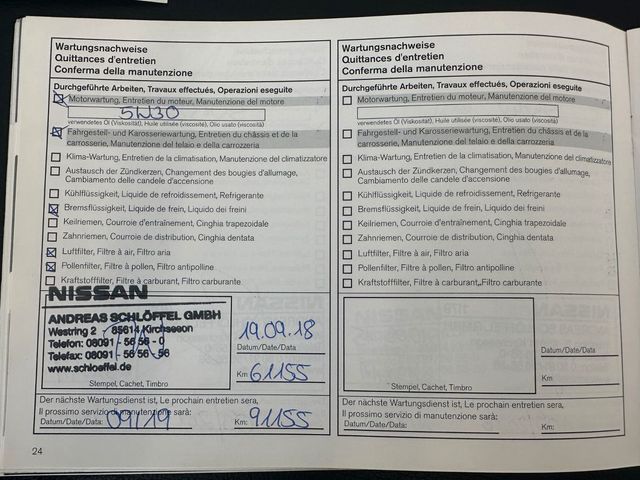 Wartungsnachweise
Quittances d'entretien
Conferma della manutenzione
Durchgeführte Arbeiten, Travaux effectués, Operazioni eseguite
Motorwartung, Entretien du moteur, Manutenzione del motore
5W30
verwendetes Öl (Viskosität), Huile utilisée (viscosité), Olio usato (viscosità)
Fahrgestell- und Karosseriewartung, Entretien du châssis et de la
carrosserie, Manutenzione del telaio e della carrozzeria
Klima-Wartung, Entretien de la climatisation, Manutenzione del climatizzatore
Austausch der Zündkerzen, Changement des bougies d'allumage,
Cambiamento delle candele d'accensione
Kühlflüssigkeit, Liquide de refroidissement, Refrigerante
Bremsflüssigkeit, Liquide de frein, Liquido dei freini
Keilriemen, Courroie d'entraînement, Cinghia trapezoidale
Zahnriemen, Courroie de distribution, Cinghia dentata
Luftfilter, Filtre à air, Filtro aria
Pollenfilter, Filtre à pollen, Filtro antipolline
Kraftstofffilter, Filtre à carburant, Filtro carburante
NISSAN
ANDREAS SCHLÖFFEL GMBH
Westring 2 85614 Kirchseeon
Telefon: 08091 - 56 56 - 0
Telefax: 08091 - 56 56 - 56
www.schloeffel.de
Stempel, Cachet, Timbro
19.09.18
Datum/Date/Data
Km 61155
Der nächste Wartungsdienst ist, Le prochain entretien sera,
Il prossimo servizio di manutenzione sarà:
Datum/Date/Data: 09/19 Km: 91155
24
Wartungsnachweise
Quittances d'entretien
Conferma della manutenzione
Durchgeführte Arbeiten, Travaux effectués, Operazioni eseguite
Motorwartung, Entretien du moteur, Manutenzione del motore
verwendetes Öl (Viskosität), Huile utilisée (viscosité), Olio usato (viscosità)
Fahrgestell- und Karosseriewartung, Entretien du châssis et de la
carrosserie, Manutenzione del telaio e della carrozzeria
Klima-Wartung, Entretien de la climatisation, Manutenzione del climatizzatore
Austausch der Zündkerzen, Changement des bougies d'allumage,
Cambiamento delle candele d'accensione
Kühlflüssigkeit, Liquide de refroidissement, Refrigerante
Bremsflüssigkeit, Liquide de frein, Liquido dei freini
Keilriemen, Courroie d'entraînement, Cinghia trapezoidale
Zahnriemen, Courroie de distribution, Cinghia dentata
Luftfilter, Filtre à air, Filtro aria
Pollenfilter, Filtre à pollen, Filtro antipolline
Kraftstofffilter, Filtre à carburant, Filtro carburante
Stempel, Cachet, Timbro
Datum/Date/Data
Km
Der nächste Wartungsdienst ist, Le prochain entretien sera,
Il prossimo servizio di manutenzione sarà:
Datum/Date/Data: Km: